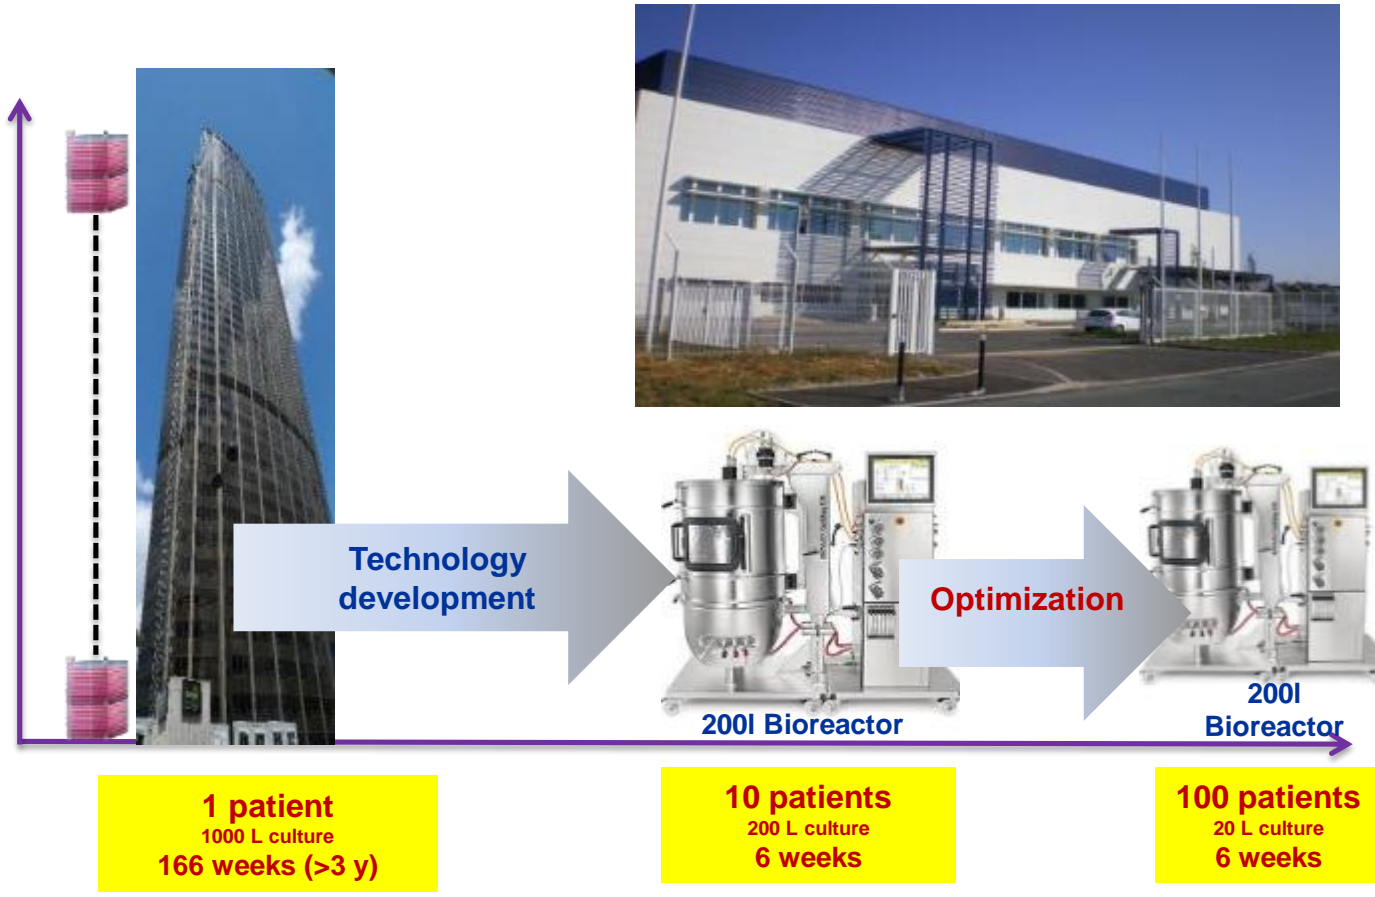 Technology
development
Optimization
200l Bioreactor
200l
Bioreactor
1 patient
1000 L culture
166 weeks (>3 y)
10 patients
200 L culture
6 weeks
100 patients
20 L culture
6 weeks